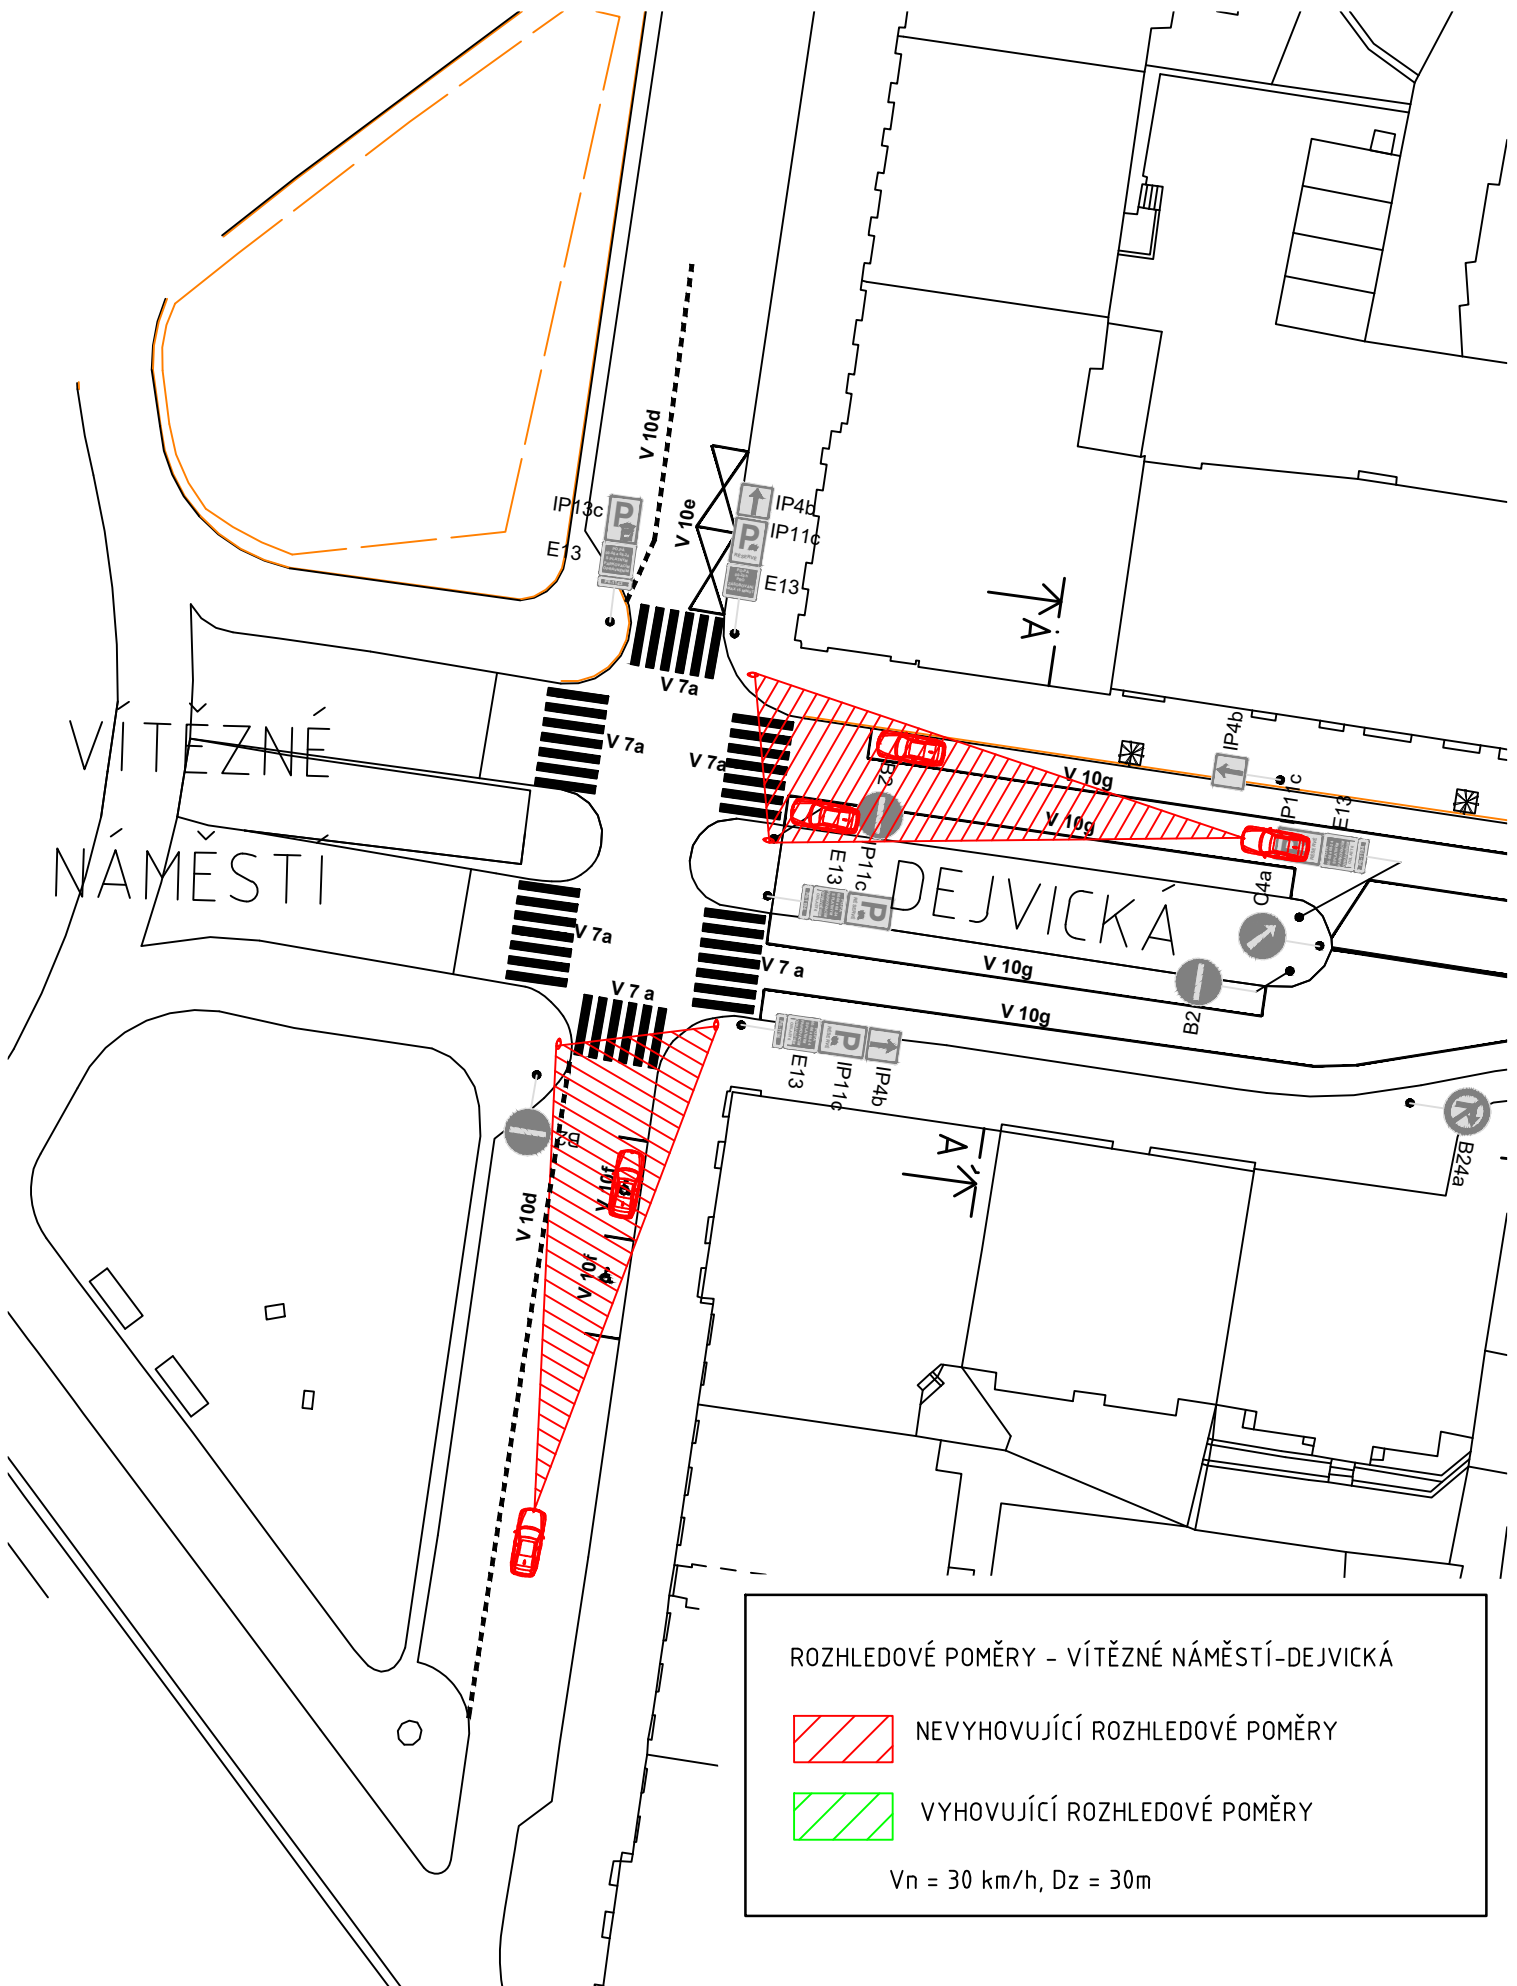 V 10d
V 10e
IP13c
E13
IP4b
IP11c
E13
A
V 7a
V 7a
V 7a
VÍTĚZNÉ
NÁMĚSTÍ
B2
V 10g
V 10g
IP4b
IP11c
E13
E13
IP11c
DEJVICKÁ
C4a
V 7a
V 7 a
V 7 a
V 10g
V 10g
B2
E13
IP11c
IP4b
A'
B24a
B2
V 10d
V 10f
V 10f
ROZHLEDOVÉ POMĚRY - VÍTĚZNÉ NÁMĚSTÍ-DEJVICKÁ
NEVYHOVUJÍCÍ ROZHLEDOVÉ POMĚRY
VYHOVUJÍCÍ ROZHLEDOVÉ POMĚRY
Vn = 30 km/h, Dz = 30m